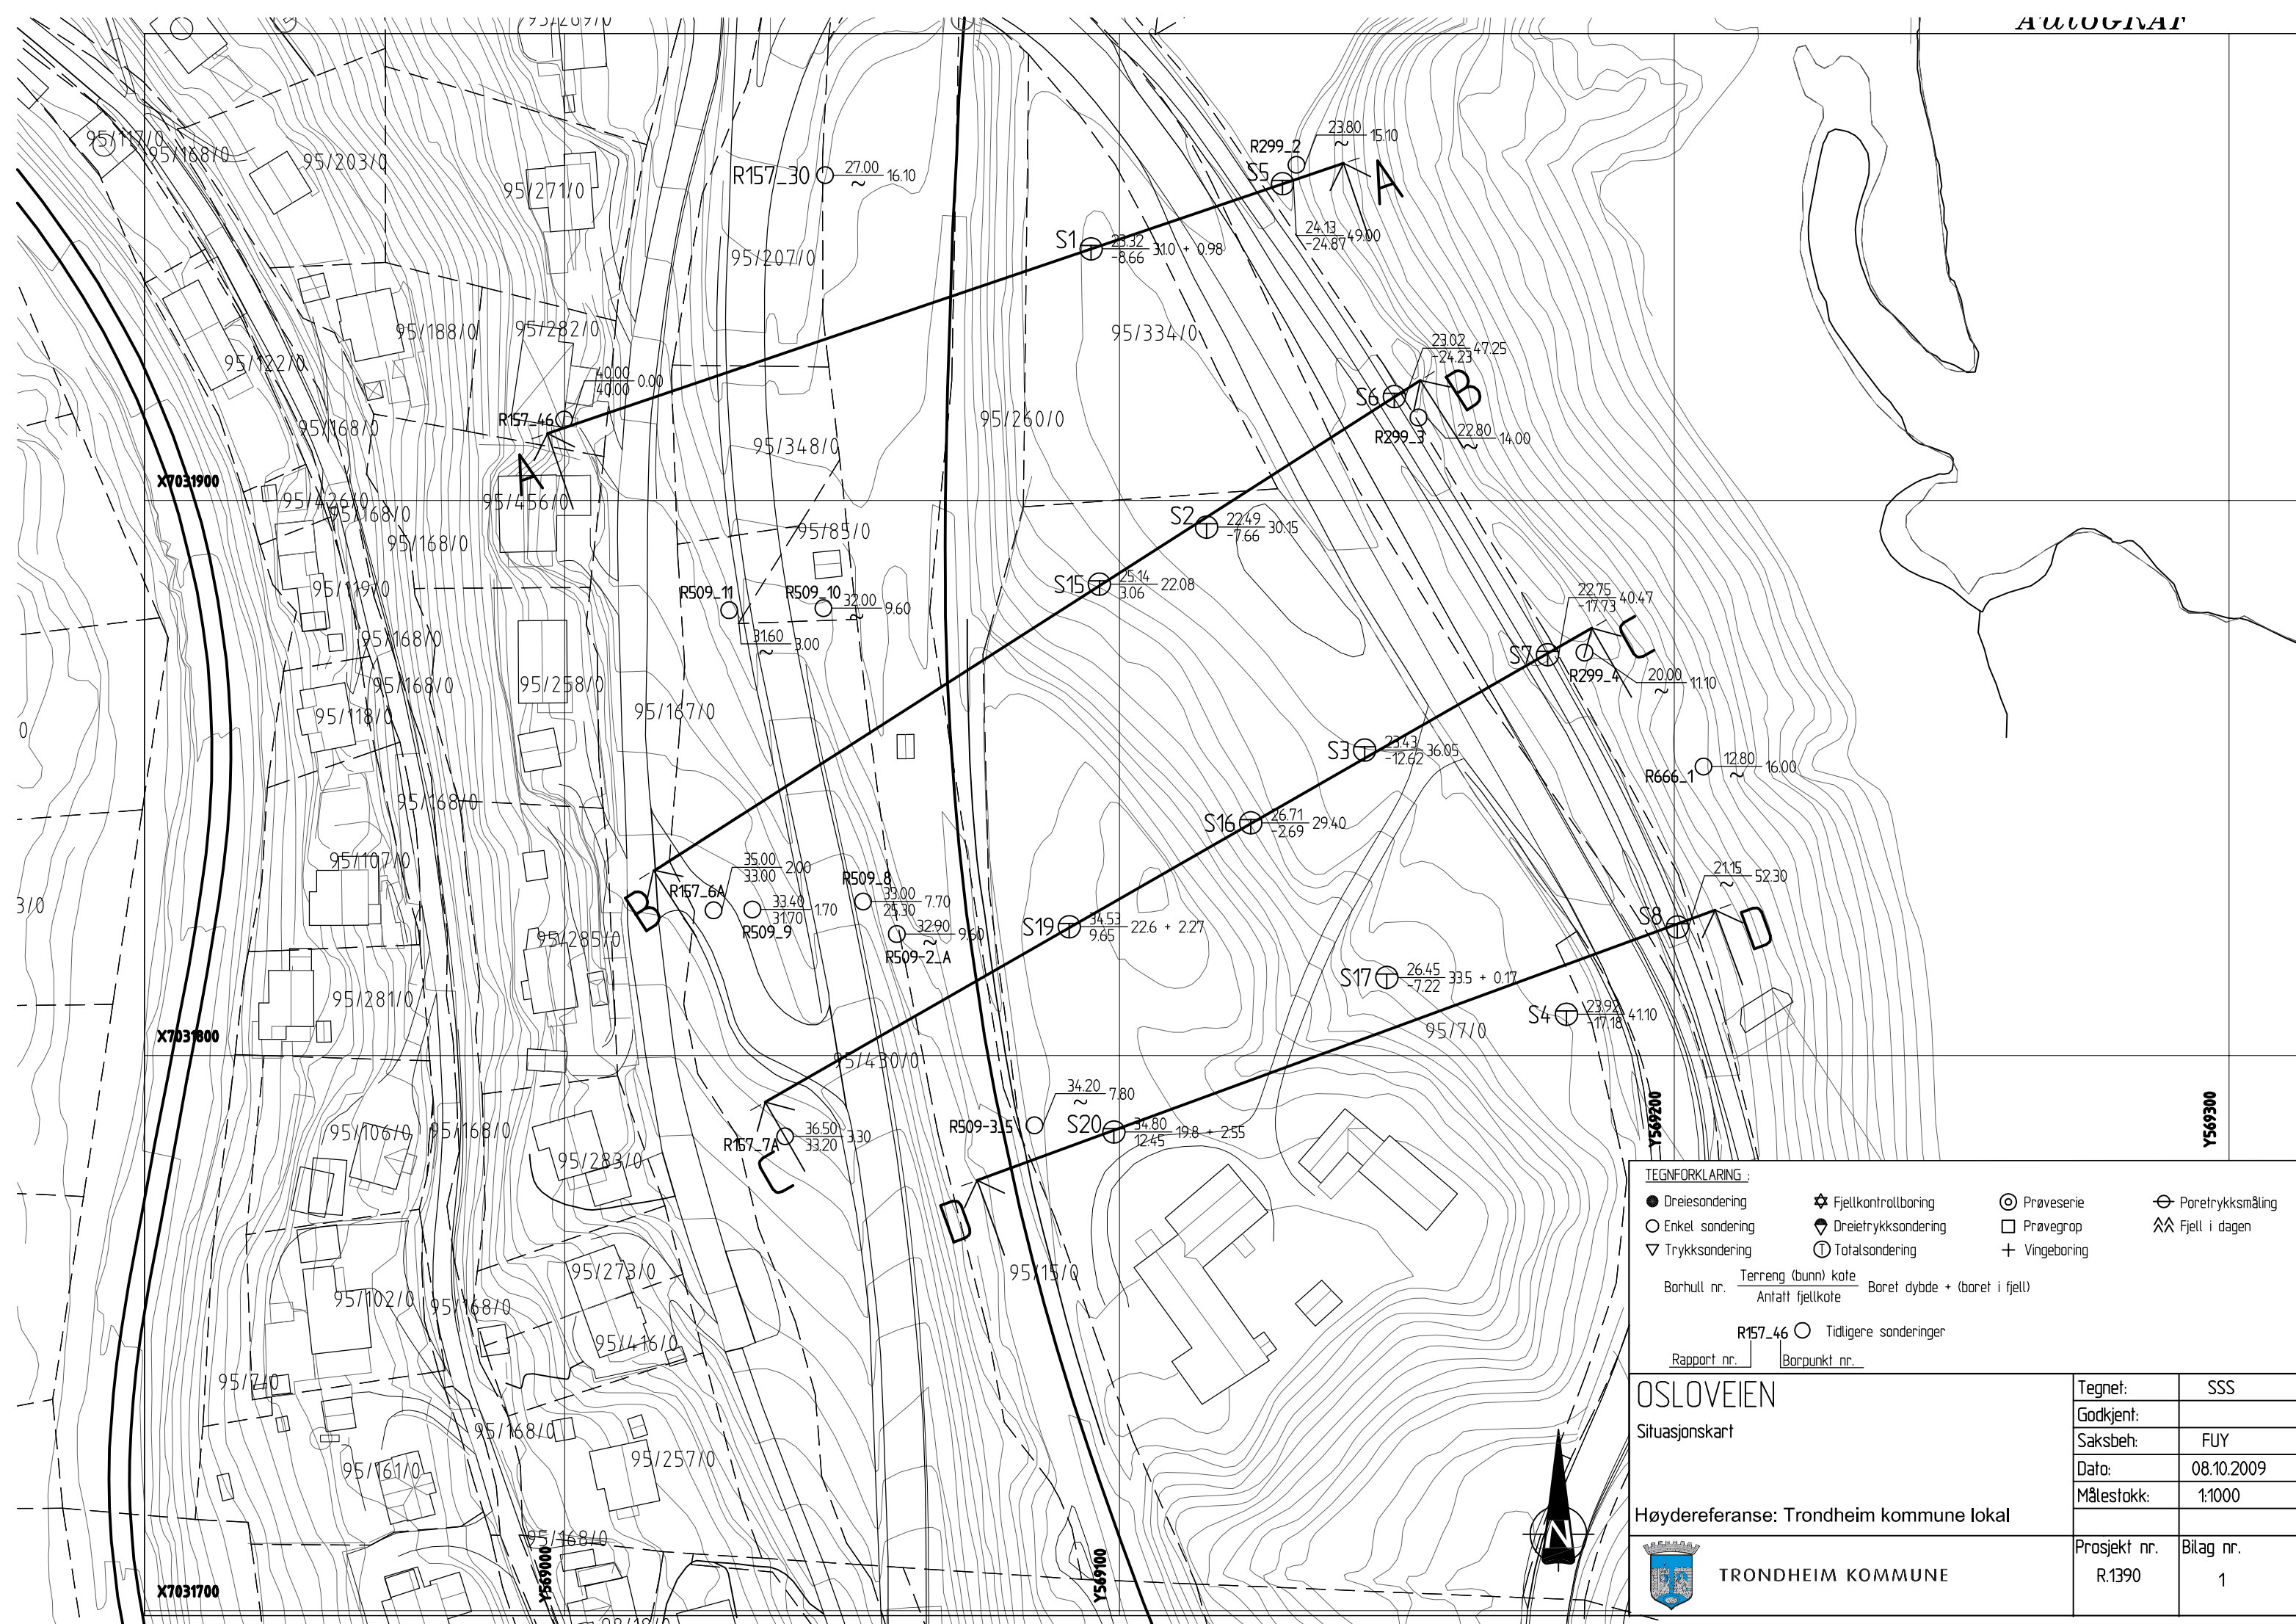 AutoGRAF
95/269/0
95/117/0
95/168/0
95/203/0
95/271/0
R157_30
27.00
~
16.10
R299_2
23.80
~
15.10
S5
A
24.13
-24.87
49.00
S1
23.32
-8.66
31.0 + 0.98
95/207/0
95/188/0
95/282/0
95/122/0
95/334/0
40.00
40.00
0.00
R157_46
A
23.02
-24.23
47.25
S6
B
R299_3
22.80
~
14.00
95/168/0
95/348/0
95/260/0
X7031900
95/426/0
95/168/0
95/456/0
95/168/0
95/85/0
S2
22.49
-7.66
30.15
S15
25.14
3.06
22.08
95/119/0
R509_11
31.60
~
3.00
R509_10
32.00
~
9.60
95/168/0
22.75
-17.73
40.47
S7
C
R299_4
20.00
~
11.10
95/168/0
95/258/0
95/118/0
95/167/0
S3
23.43
-12.62
36.05
R666_1
12.80
~
16.00
95/168/0
S16
26.71
-2.69
29.40
95/107/0
35.00
33.00
2.00
R157_6A
B
33.40
31.70
1.70
R509_9
R509_8
33.00
25.30
7.70
32.90
~
9.60
R509-2_A
S19
34.53
9.65
22.6 + 2.27
21.15
~
52.30
S8
D
95/285/0
95/281/0
S17
26.45
-7.22
33.5 + 0.17
S4
23.92
-17.18
41.10
95/7/0
X7031800
95/430/0
34.20
~
7.80
R509-3_5
S20
34.80
12.45
19.8 + 2.55
Y569200
Y569300
95/106/0
95/168/0
R157_7A
36.50
33.20
3.30
C
95/283/0
D
95/15/0
95/273/0
95/102/0
95/168/0
95/416/0
95/7/0
95/168/0
95/257/0
95/161/0
95/168/0
Y569000
Y569100
X7031700
TEGNFORKLARING :
Dreiesondering
Fjellkontrollboring
Prøveserie
Poretrykksmåling
Enkel sondering
Dreietrykksondering
Prøvegrop
Fjell i dagen
Trykksondering
Totalsondering
Vingeboring
Borhull nr. Terreng (bunn) kote
Antatt fjellkote
Boret dybde + (boret i fjell)
R157_46 Tidligere sonderinger
Rapport nr. Borpunkt nr.
OSLOVEIEN
Situasjonskart
Høydereferanse: Trondheim kommune lokal
Tegnet: SSS
Godkjent:
Saksbeh: FUY
Dato: 08.10.2009
Målestokk: 1:1000
N
TRONDHEIM KOMMUNE
Prosjekt nr. Bilag nr.
R.1390 1